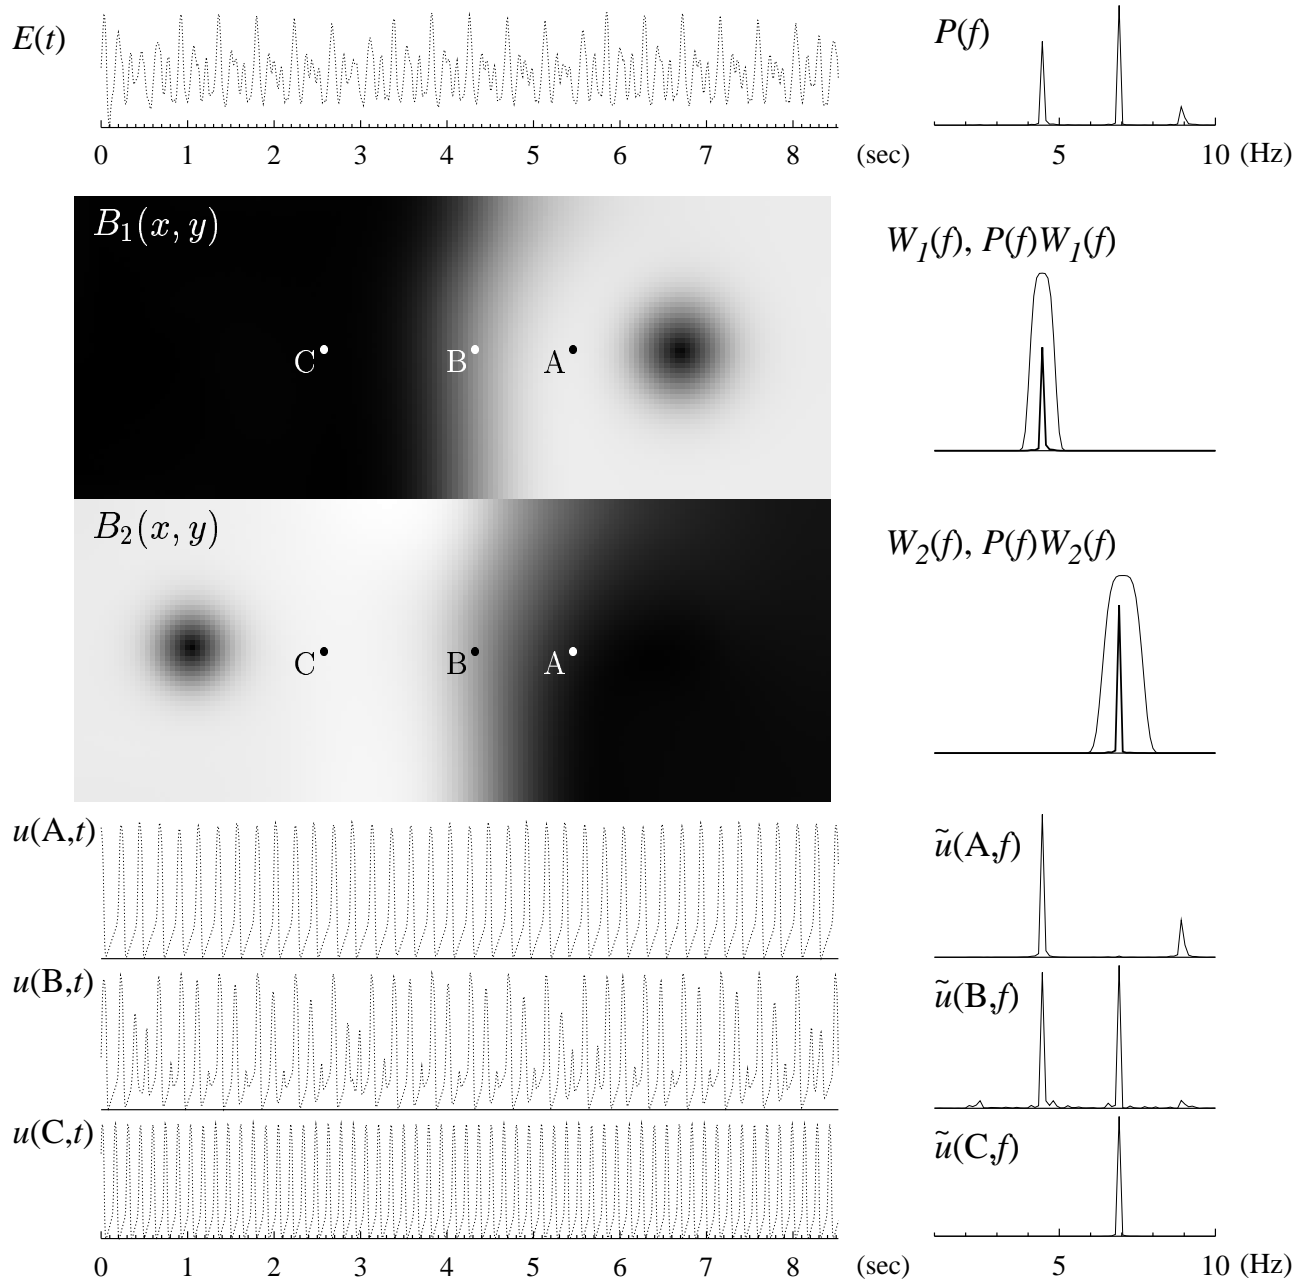 E(t)
P(f)
0 1 2 3 4 5 6 7 8 (sec)
5 10 (Hz)
B₁(x, y)
W₁(f), P(f)W₁(f)
C B A
B₂(x, y)
W₂(f), P(f)W₂(f)
C B A
u(A,t)
ũ(A,f)
u(B,t)
ũ(B,f)
u(C,t)
ũ(C,f)
0 1 2 3 4 5 6 7 8 (sec)
5 10 (Hz)